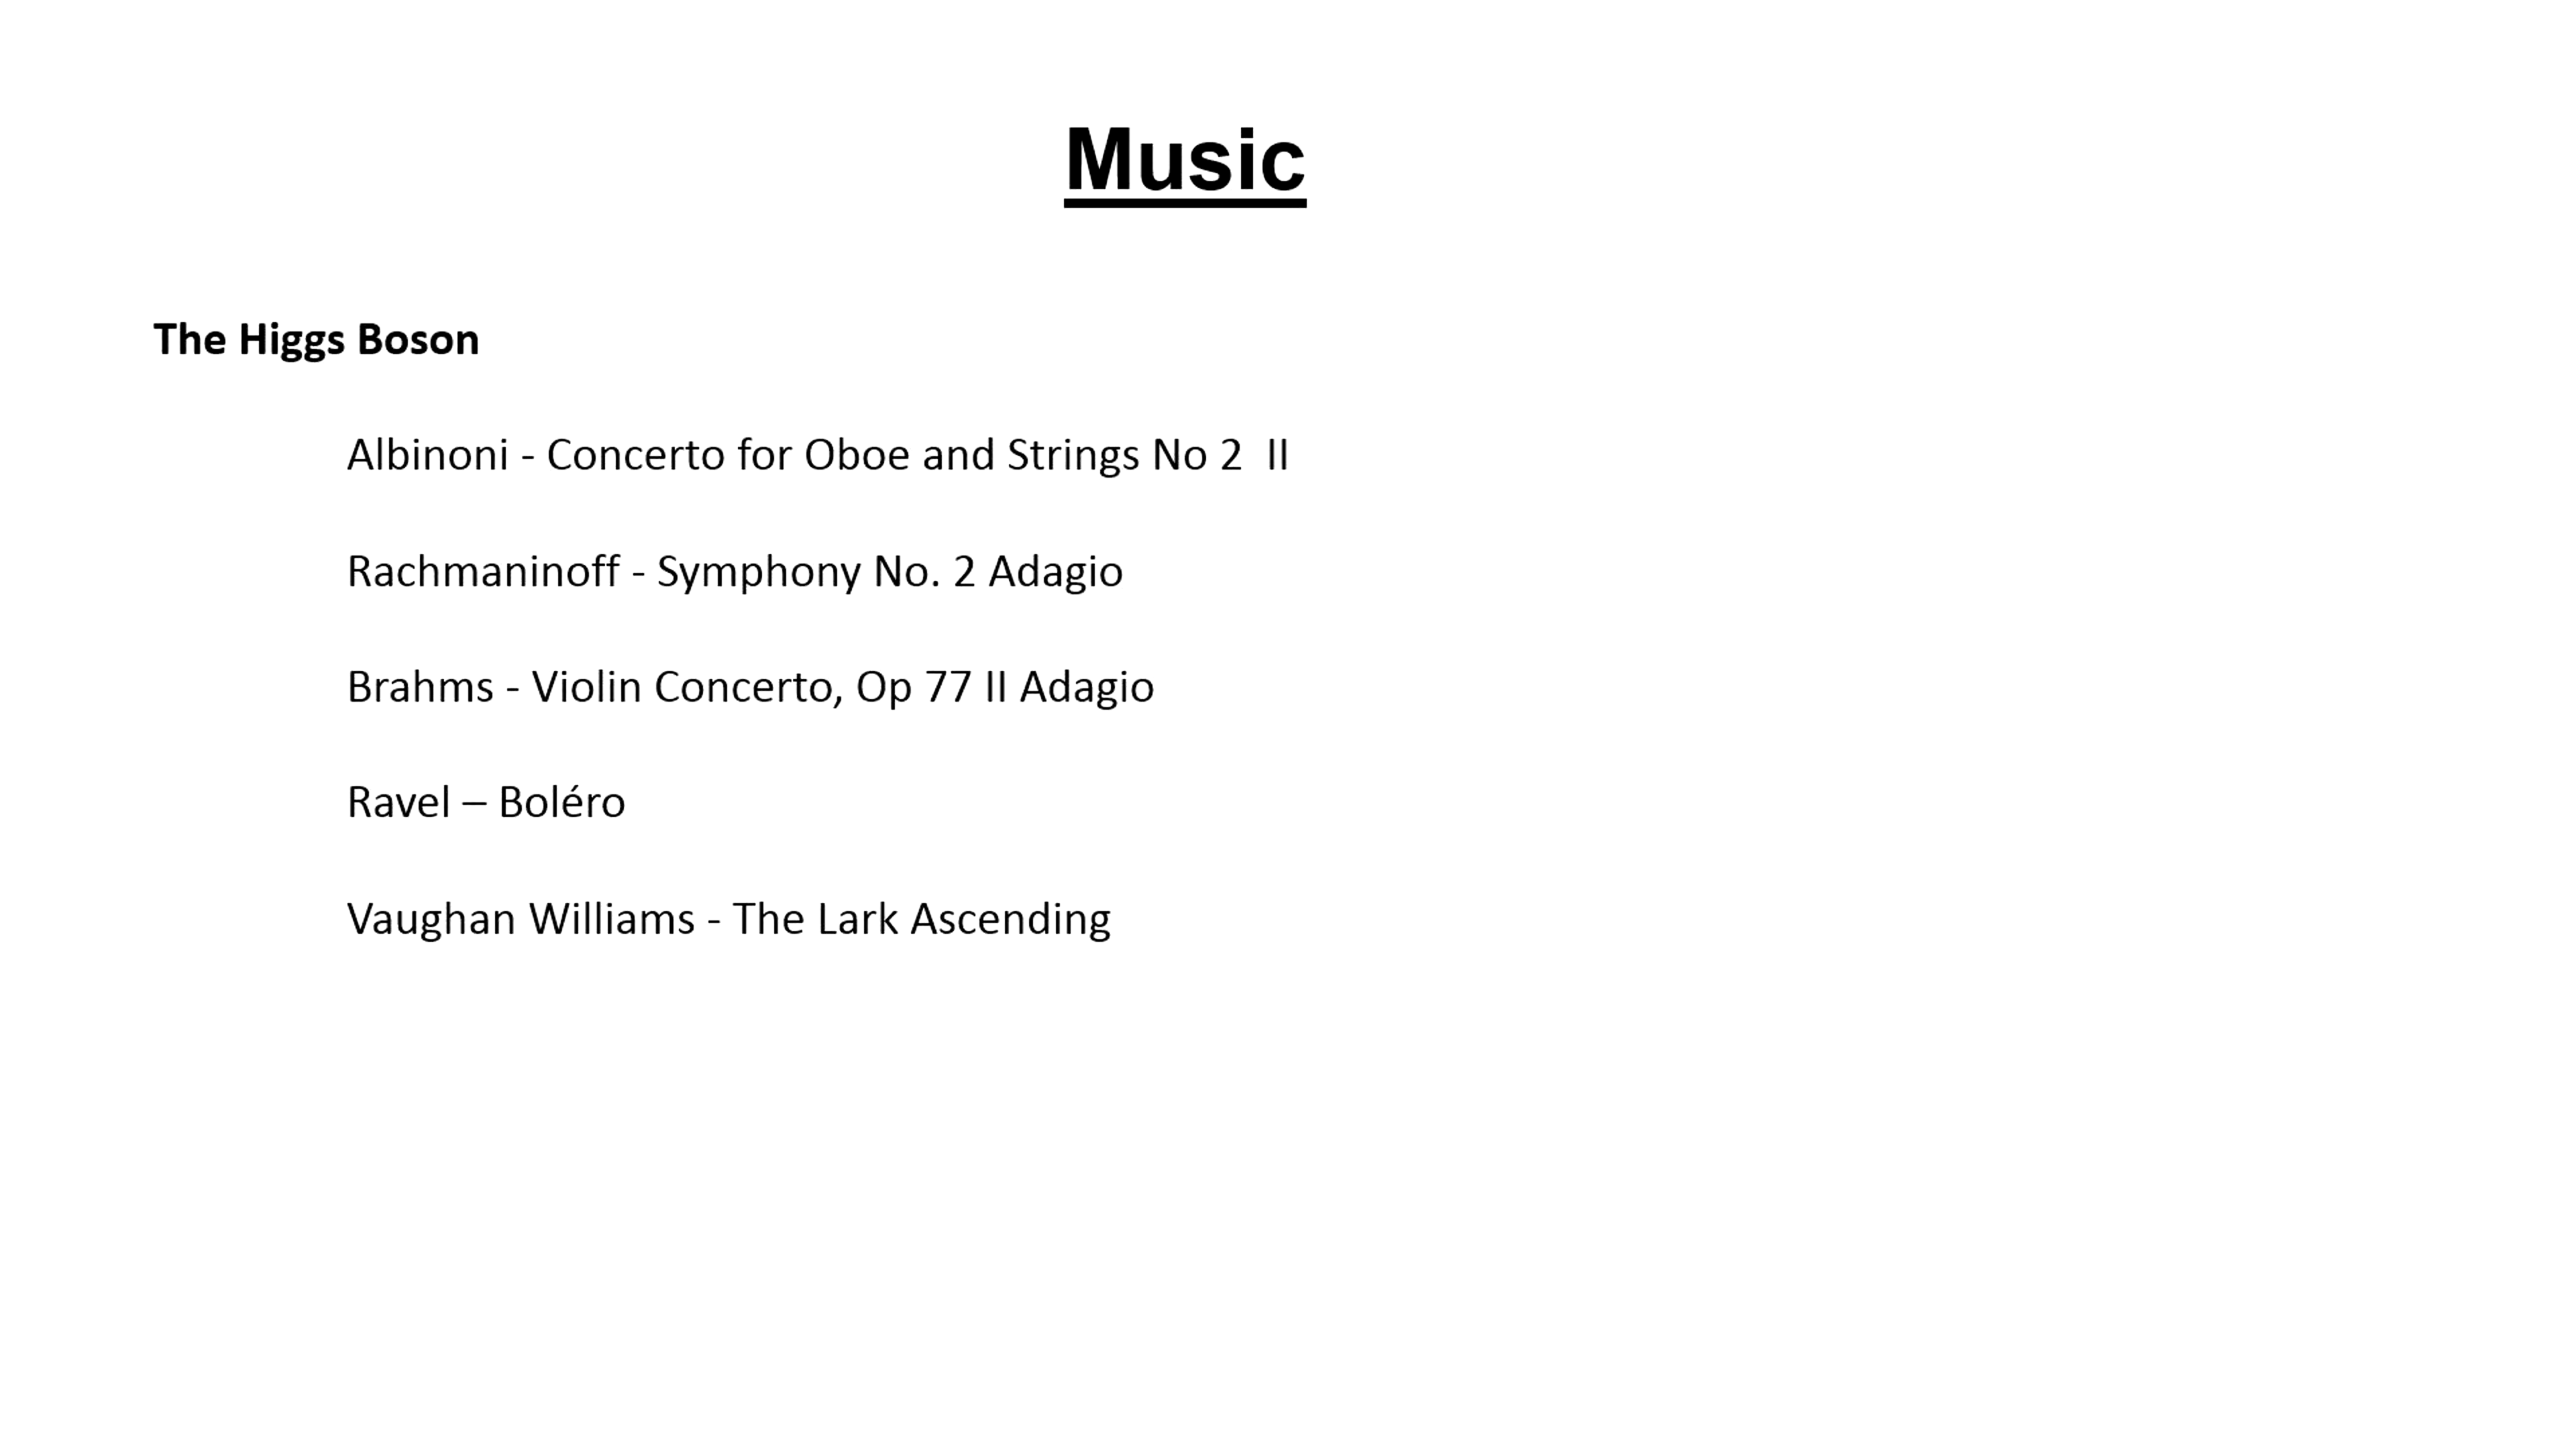 Music
The Higgs Boson
Albinoni - Concerto for Oboe and Strings No 2  II
Rachmaninoff - Symphony No. 2 Adagio
Brahms - Violin Concerto, Op 77 II Adagio
Ravel – Boléro
Vaughan Williams - The Lark Ascending